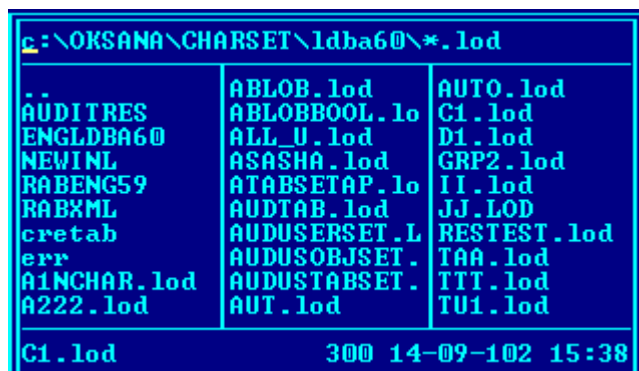 c:\OKSANA\CHARSET\ldba60\*.lod
..
AUDITRES
ENGLDBA60
NEWINL
RABENG59
RABXML
cretab
err
A1NCHAR.lod
A222.lod
ABLOB.lod
ABLOBBOOL.lo
ALL_U.lod
ASASHA.lod
ATABSETAP.lo
AUDTAB.lod
AUDUSERSET.L
AUDUSOBJSET.
AUDUSTABSET.
AUT.lod
AUTO.lod
C1.lod
D1.lod
GRP2.lod
II.lod
JJ.LOD
RESTEST.lod
TAA.lod
TTT.lod
TU1.lod
C1.lod 300 14-09-102 15:38